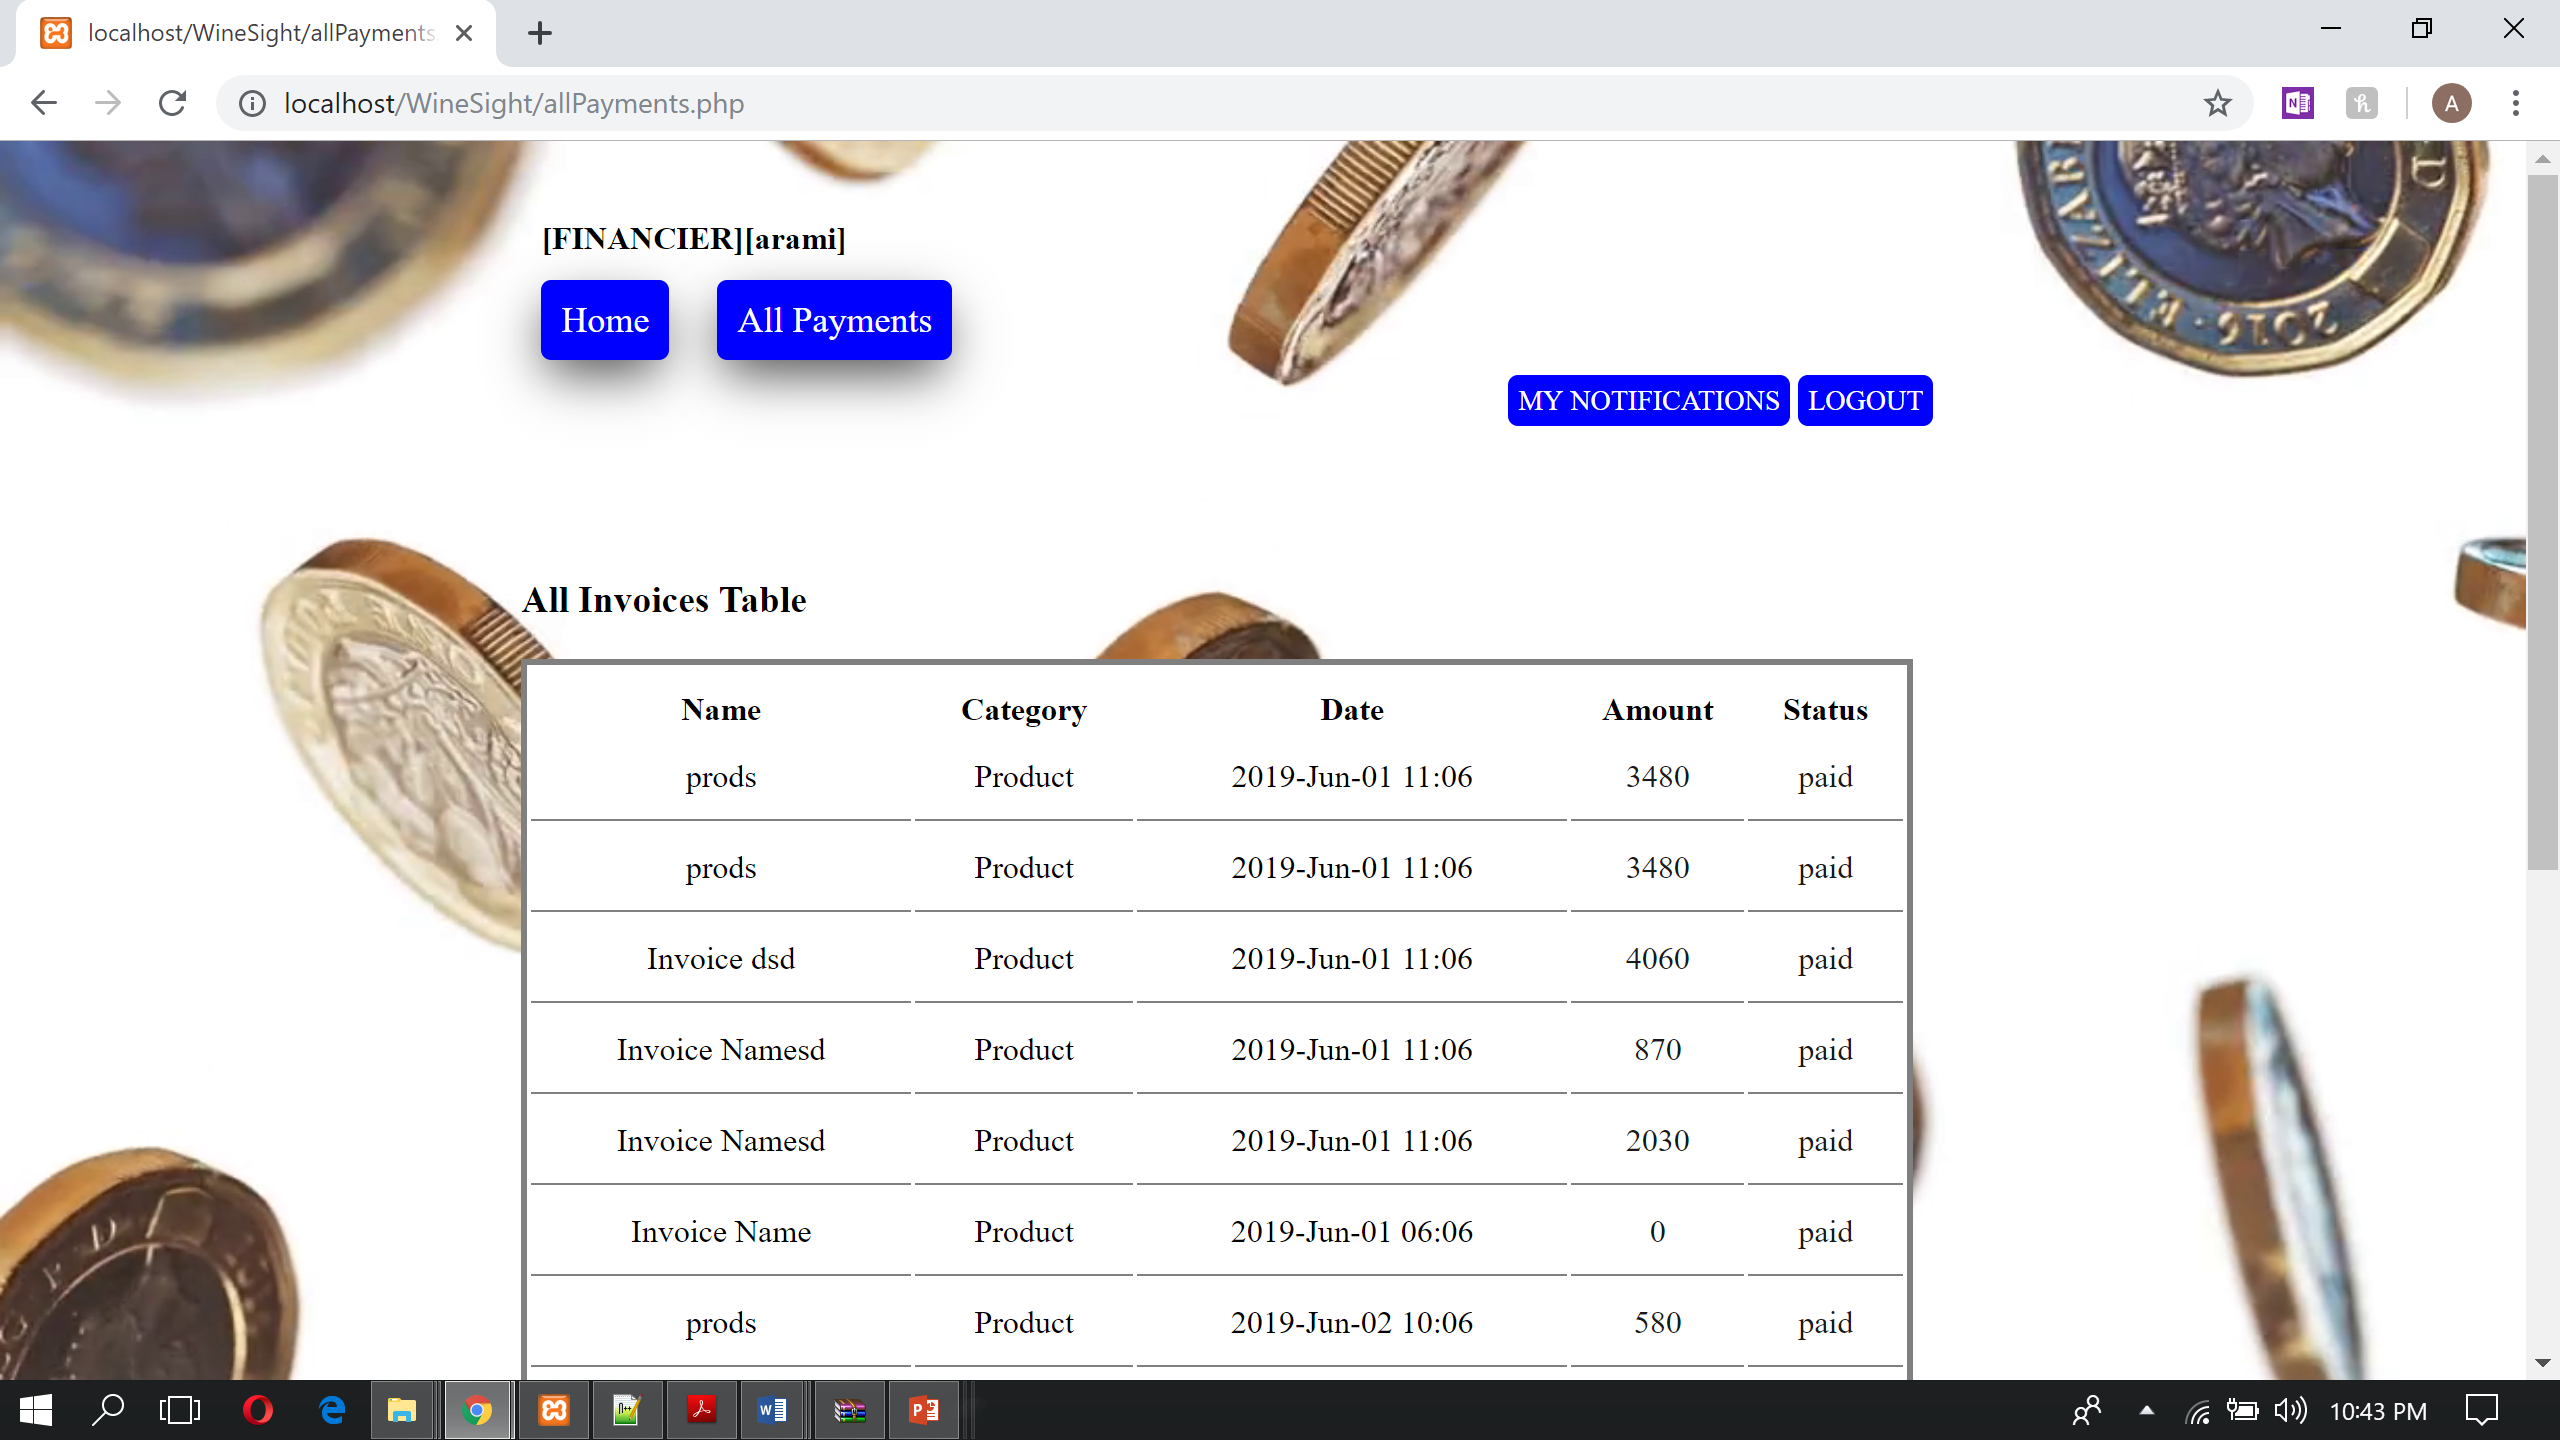 localhost/WineSight/allPayments
localhost/WineSight/allPayments.php
A
[FINANCIER][arami]
Home All Payments
MY NOTIFICATIONS LOGOUT
All Invoices Table
Name Category Date Amount Status
prods Product 2019-Jun-01 11:06 3480 paid
prods Product 2019-Jun-01 11:06 3480 paid
Invoice dsd Product 2019-Jun-01 11:06 4060 paid
Invoice Namesd Product 2019-Jun-01 11:06 870 paid
Invoice Namesd Product 2019-Jun-01 11:06 2030 paid
Invoice Name Product 2019-Jun-01 06:06 0 paid
prods Product 2019-Jun-02 10:06 580 paid
10:43 PM